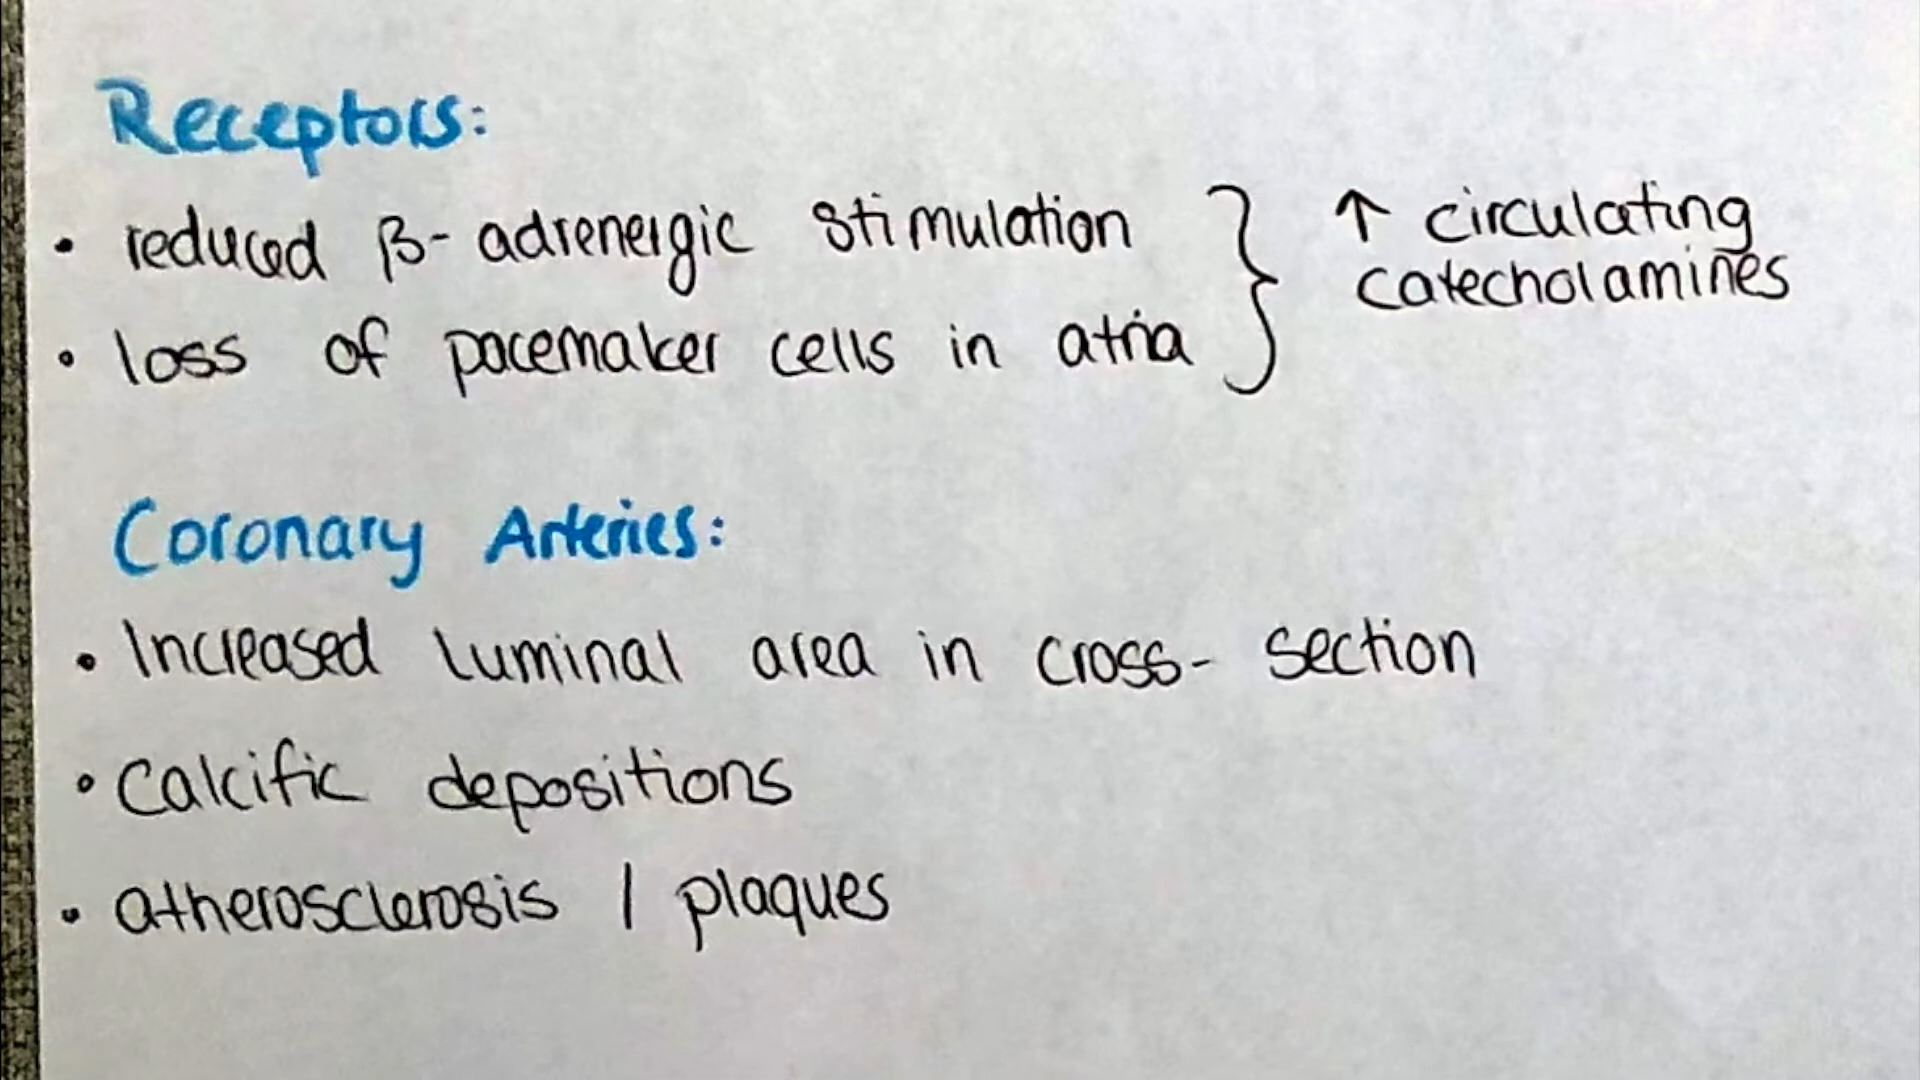 Receptors:
• reduced β-adrenergic stimulation } ↑ circulating
catecholamines
• loss of pacemaker cells in atria
Coronary Arteries:
• Increased luminal area in cross-section
• Calcific depositions
• atherosclerosis / plaques